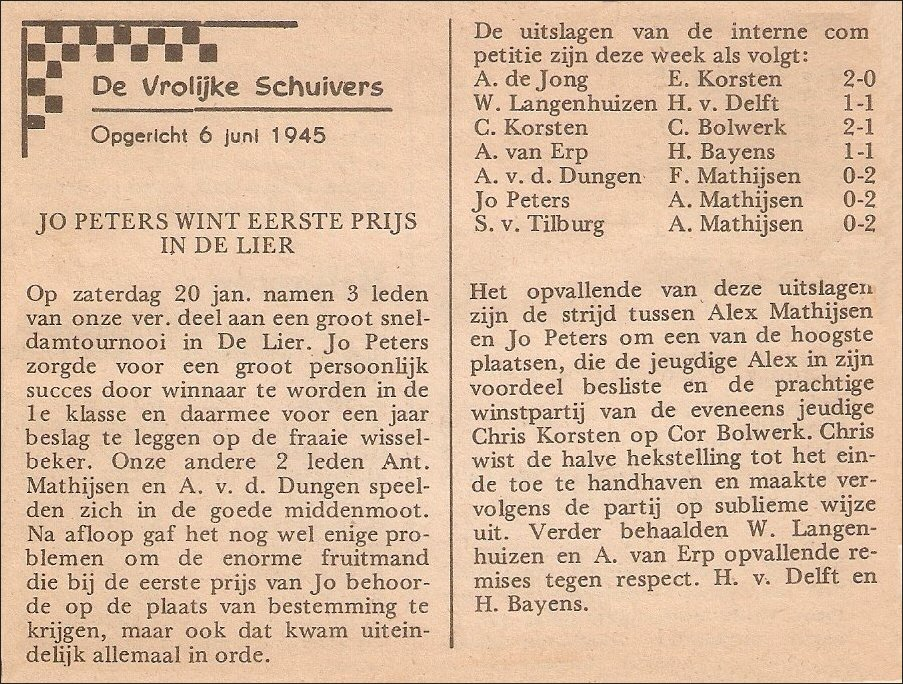 De Vrolijke Schuivers
Opgericht 6 juni 1945
JO PETERS WINT EERSTE PRIJS
IN DE LIER
Op zaterdag 20 jan. namen 3 leden
van onze ver. deel aan een groot snel-
damtournooi in De Lier. Jo Peters
zorgde voor een groot persoonlijk
succes door winnaar te worden in de
1e klasse en daarmee voor een jaar
beslag te leggen op de fraaie wissel-
beker. Onze andere 2 leden Ant.
Mathijsen en A. v. d. Dungen speel-
den zich in de goede middenmoot.
Na afloop gaf het nog wel enige pro-
blemen om de enorme fruitmand
die bij de eerste prijs van Jo behoor-
de op de plaats van bestemming te
krijgen, maar ook dat kwam uitein-
delijk allemaal in orde.
De uitslagen van de interne com
petitie zijn deze week als volgt:
A. de Jong E. Korsten 2-0
W. Langenhuizen H. v. Delft 1-1
C. Korsten C. Bolwerk 2-1
A. van Erp H. Bayens 1-1
A. v. d. Dungen F. Mathijsen 0-2
Jo Peters A. Mathijsen 0-2
S. v. Tilburg A. Mathijsen 0-2
Het opvallende van deze uitslagen
zijn de strijd tussen Alex Mathijsen
en Jo Peters om een van de hoogste
plaatsen, die de jeugdige Alex in zijn
voordeel besliste en de prachtige
winstpartij van de eveneens jeudige
Chris Korsten op Cor Bolwerk. Chris
wist de halve hekstelling tot het ein-
de toe te handhaven en maakte ver-
volgens de partij op sublieme wijze
uit. Verder behaalden W. Langen-
huizen en A. van Erp opvallende re-
mises tegen respect. H. v. Delft en
H. Bayens.